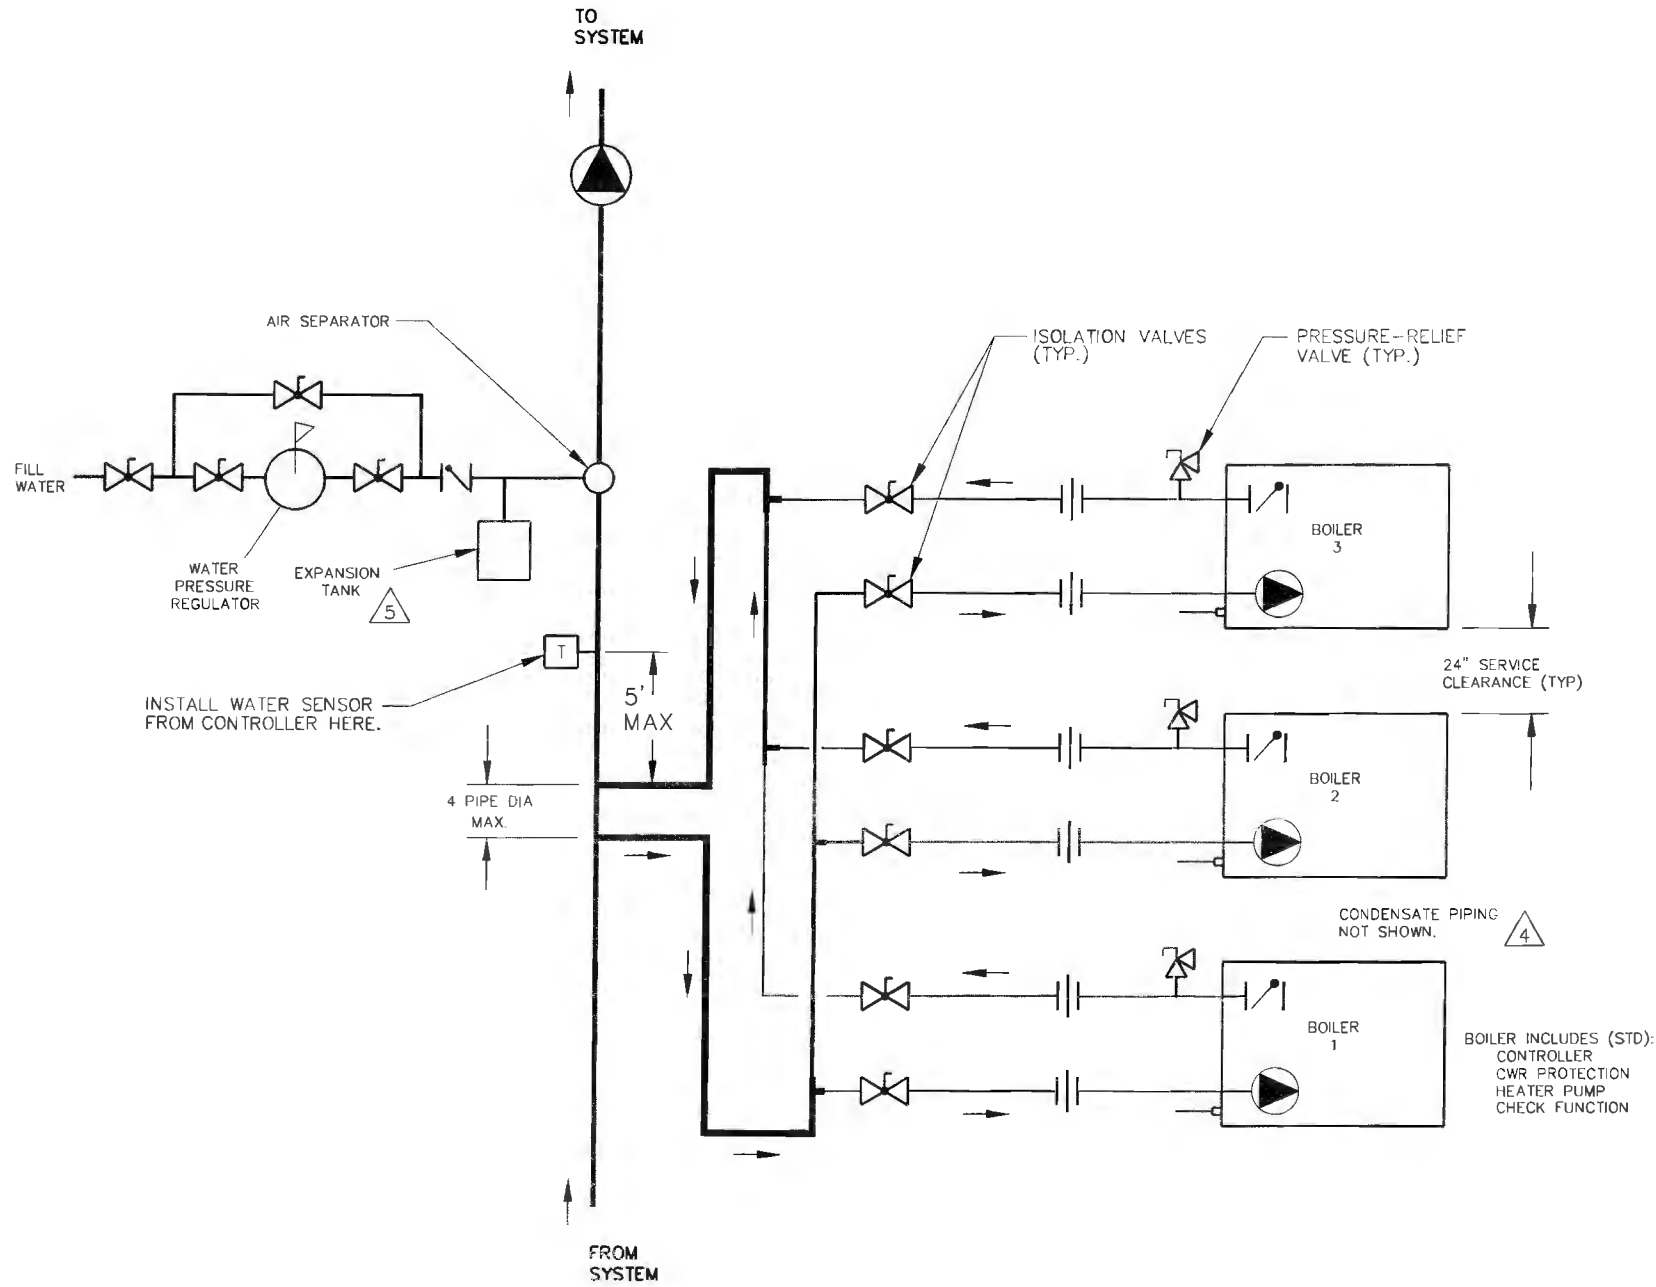 TO
SYSTEM
AIR SEPARATOR
ISOLATION VALVES
(TYP.)
PRESSURE-RELIEF
VALVE (TYP.)
FILL
WATER
BOILER
3
WATER
PRESSURE
REGULATOR
EXPANSION
TANK
5
T
24" SERVICE
CLEARANCE (TYP)
INSTALL WATER SENSOR
FROM CONTROLLER HERE.
5'
MAX
4 PIPE DIA
MAX.
BOILER
2
CONDENSATE PIPING
NOT SHOWN.
4
BOILER
1
BOILER INCLUDES (STD):
CONTROLLER
CWR PROTECTION
HEATER PUMP
CHECK FUNCTION
FROM
SYSTEM